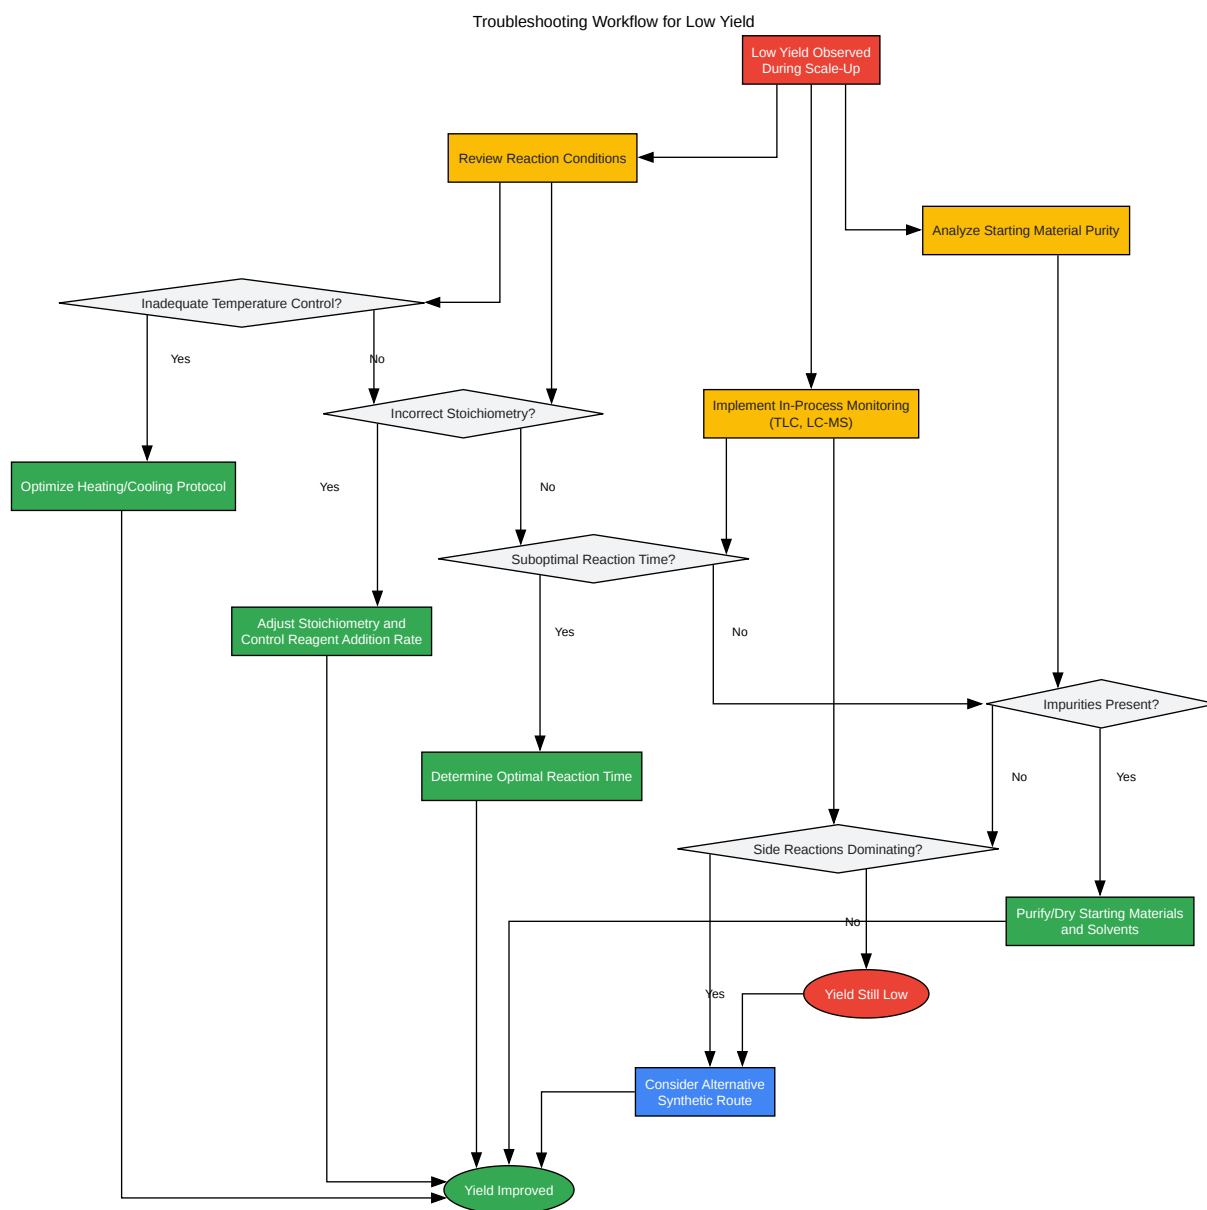 Troubleshooting Workflow for Low Yield
Low Yield Observed
During Scale-Up
Review Reaction Conditions
Analyze Starting Material Purity
Inadequate Temperature Control?
Yes
No
Incorrect Stoichiometry?
Implement In-Process Monitoring
(TLC, LC-MS)
Optimize Heating/Cooling Protocol
Yes
No
Suboptimal Reaction Time?
Adjust Stoichiometry and
Control Reagent Addition Rate
Yes
No
Impurities Present?
Determine Optimal Reaction Time
No
Yes
Side Reactions Dominating?
Purify/Dry Starting Materials
and Solvents
No
Yes
Yield Still Low
Consider Alternative
Synthetic Route
Yield Improved